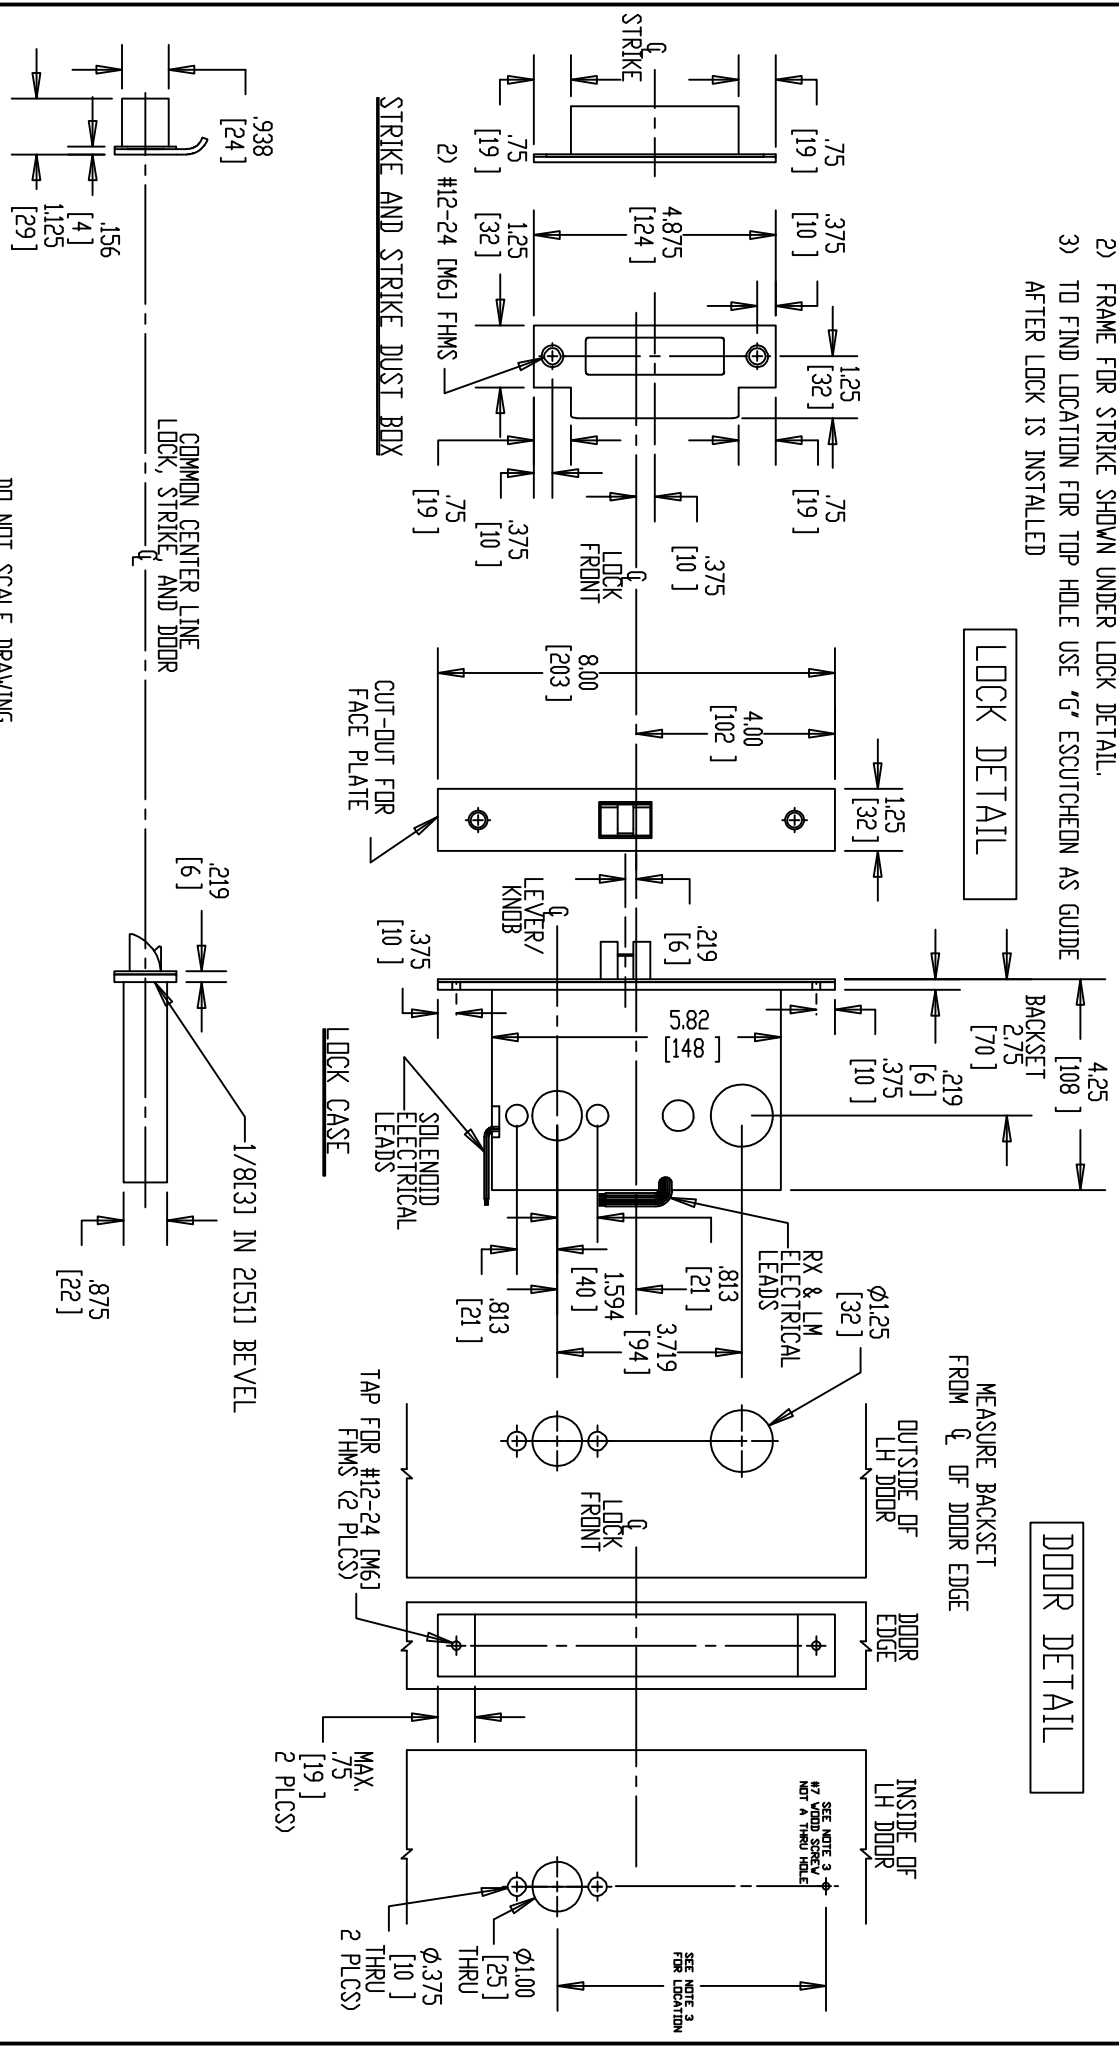 2) FRAME FOR STRIKE SHOWN UNDER LOCK DETAIL.
3) TO FIND LOCATION FOR TOP HOLE USE "G" ESCUTCHEON AS GUIDE
AFTER LOCK IS INSTALLED
LOCK DETAIL
DOOR DETAIL
STRIKE
.75
[19 ]
.75
[19 ]
.375
[10 ]
4.875
[124 ]
1.25
[32 ]
2) #12-24 [M6] FHMS
STRIKE AND STRIKE DUST BOX
1.25
[32 ]
.75
[19 ]
.375
[10 ]
.375
[10 ]
.75
[19 ]
℄
LOCK
FRONT
8.00
[203 ]
4.00
[102 ]
1.25
[32 ]
CUT-OUT FOR
FACE PLATE
.219
[6 ]
℄
LEVER/
KNOB
.375
[10 ]
4.25
[108 ]
BACKSET
2.75
[70 ]
.219
[6 ]
.375
[10 ]
5.82
[148 ]
LOCK CASE
SOLENOID
ELECTRICAL
LEADS
RX & LM
ELECTRICAL
LEADS
.813
[21 ]
1.594
[40 ]
.813
[21 ]
3.719
[94 ]
Ø1.25
[32 ]
MEASURE BACKSET
FROM ℄ OF DOOR EDGE
OUTSIDE OF
LH DOOR
℄
LOCK
FRONT
TAP FOR #12-24 [M6]
FHMS (2 PLCS)
DOOR
EDGE
MAX.
.75
[19 ]
2 PLCS)
INSIDE OF
LH DOOR
SEE NOTE 3
#7 WOOD SCREW
NOT A THRU HOLE
SEE NOTE 3
FOR LOCATION
Ø1.00
[25 ]
THRU
Ø.375
[10 ]
THRU
2 PLCS)
.938
[24 ]
.156
[4 ]
1.125
[29 ]
COMMON CENTER LINE
LOCK, STRIKE, AND DOOR
℄
.219
[6 ]
1/8[3] IN 2[51] BEVEL
.875
[22 ]
DO NOT SCALE DRAWING